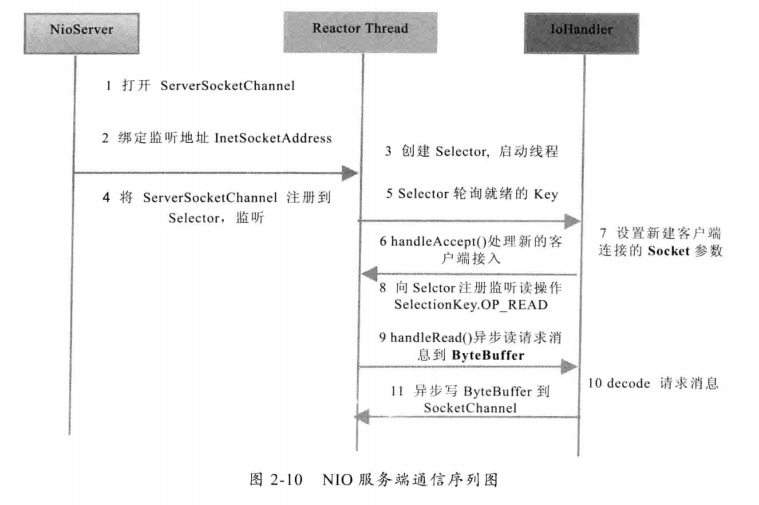 NioServer
Reactor Thread
IoHandler
1 打开 ServerSocketChannel
2 绑定监听地址 InetSocketAddress
3 创建 Selector, 启动线程
4 将 ServerSocketChannel 注册到
Selector，监听
5 Selector 轮询就绪的 Key
6 handleAccept()处理新的客
户端接入
7 设置新建客户端
连接的 Socket 参数
8 向 Selctor 注册监听读操作
SelectionKey.OP_READ
9 handleRead()异步读请求消
息到 ByteBuffer
10 decode 请求消息
11 异步写 ByteBuffer 到
SocketChannel
图 2-10 NIO 服务端通信序列图